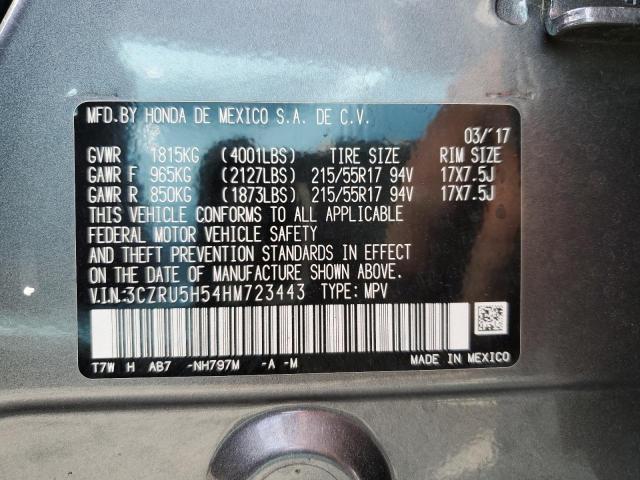 MFD.BY HONDA DE MEXICO S.A. DE C.V.
03/'17
GVWR 1815KG (4001LBS) TIRE SIZE RIM SIZE
GAWR F 965KG (2127LBS) 215/55R17 94V 17X7.5J
GAWR R 850KG (1873LBS) 215/55R17 94V 17X7.5J
THIS VEHICLE CONFORMS TO ALL APPLICABLE
FEDERAL MOTOR VEHICLE SAFETY
AND THEFT PREVENTION STANDARDS IN EFFECT
ON THE DATE OF MANUFACTURE SHOWN ABOVE.
V.I.N:3CZRU5H54HM723443 TYPE: MPV
T7W H AB7 -NH797M -A -M MADE IN MEXICO